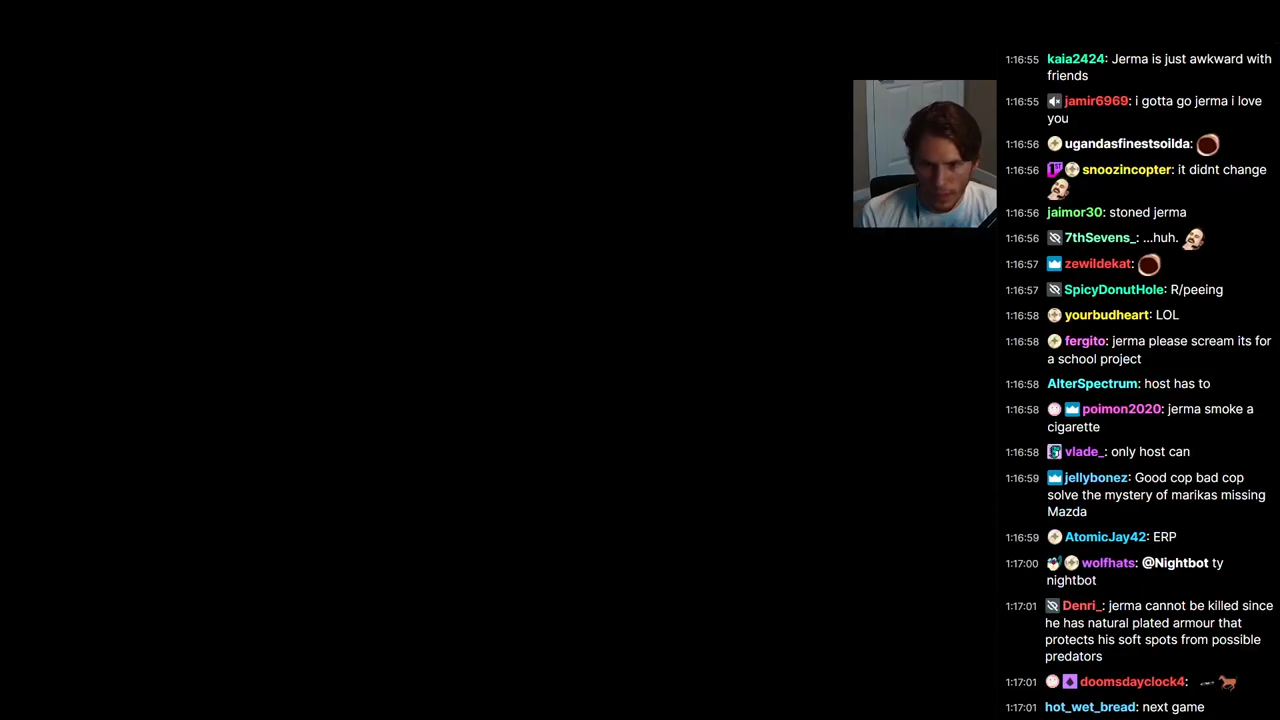 1:16:55 kaia2424: Jerma is just awkward with
friends
1:16:55 jamir6969: i gotta go jerma i love
you
1:16:56 ugandasfinestsoilda:
1:16:56 snoozincopter: it didnt change
1:16:56 jaimor30: stoned jerma
1:16:56 7thSevens_: ...huh.
1:16:57 zewildekat:
1:16:57 SpicyDonutHole: R/peeing
1:16:58 yourbudheart: LOL
1:16:58 fergito: jerma please scream its for
a school project
1:16:58 AlterSpectrum: host has to
1:16:58 poimon2020: jerma smoke a
cigarette
1:16:58 vlade_: only host can
1:16:59 jellybonez: Good cop bad cop
solve the mystery of marikas missing
Mazda
1:16:59 AtomicJay42: ERP
1:17:00 wolfhats: @Nightbot ty
nightbot
1:17:01 Denri_: jerma cannot be killed since
he has natural plated armour that
protects his soft spots from possible
predators
1:17:01 doomsdayclock4:
1:17:01 hot_wet_bread: next game